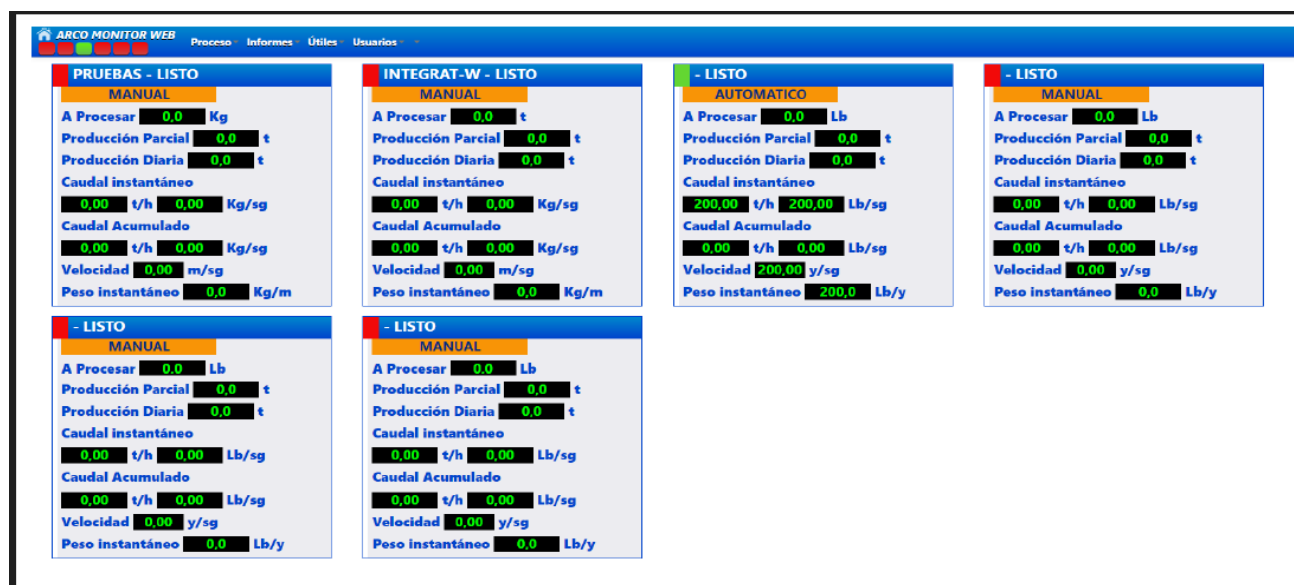 ARCO MONITOR WEB
Proceso Informes Útiles Usuarios
PRUEBAS - LISTO
MANUAL
A Procesar 0,0 Kg
Producción Parcial 0,0 t
Producción Diaria 0,0 t
Caudal instantáneo
0,00 t/h 0,00 Kg/sg
Caudal Acumulado
0,00 t/h 0,00 Kg/sg
Velocidad 0,00 m/sg
Peso instantáneo 0,0 Kg/m
INTEGRAT-W - LISTO
MANUAL
A Procesar 0,0 t
Producción Parcial 0,0 t
Producción Diaria 0,0 t
Caudal instantáneo
0,00 t/h 0,00 Kg/sg
Caudal Acumulado
0,00 t/h 0,00 Kg/sg
Velocidad 0,00 m/sg
Peso instantáneo 0,0 Kg/m
- LISTO
AUTOMATICO
A Procesar 0,0 Lb
Producción Parcial 0,0 t
Producción Diaria 0,0 t
Caudal instantáneo
200,00 t/h 200,00 Lb/sg
Caudal Acumulado
0,00 t/h 0,00 Lb/sg
Velocidad 200,00 y/sg
Peso instantáneo 200,0 Lb/y
- LISTO
MANUAL
A Procesar 0,0 Lb
Producción Parcial 0,0 t
Producción Diaria 0,0 t
Caudal instantáneo
0,00 t/h 0,00 Lb/sg
Caudal Acumulado
0,00 t/h 0,00 Lb/sg
Velocidad 0,00 y/sg
Peso instantáneo 0,0 Lb/y
- LISTO
MANUAL
A Procesar 0.0 Lb
Producción Parcial 0,0 t
Producción Diaria 0,0 t
Caudal instantáneo
0,00 t/h 0,00 Lb/sg
Caudal Acumulado
0,00 t/h 0,00 Lb/sg
Velocidad 0,00 y/sg
Peso instantáneo 0,0 Lb/y
- LISTO
MANUAL
A Procesar 0.0 Lb
Producción Parcial 0,0 t
Producción Diaria 0,0 t
Caudal instantáneo
0,00 t/h 0,00 Lb/sg
Caudal Acumulado
0,00 t/h 0,00 Lb/sg
Velocidad 0,00 y/sg
Peso instantáneo 0,0 Lb/y